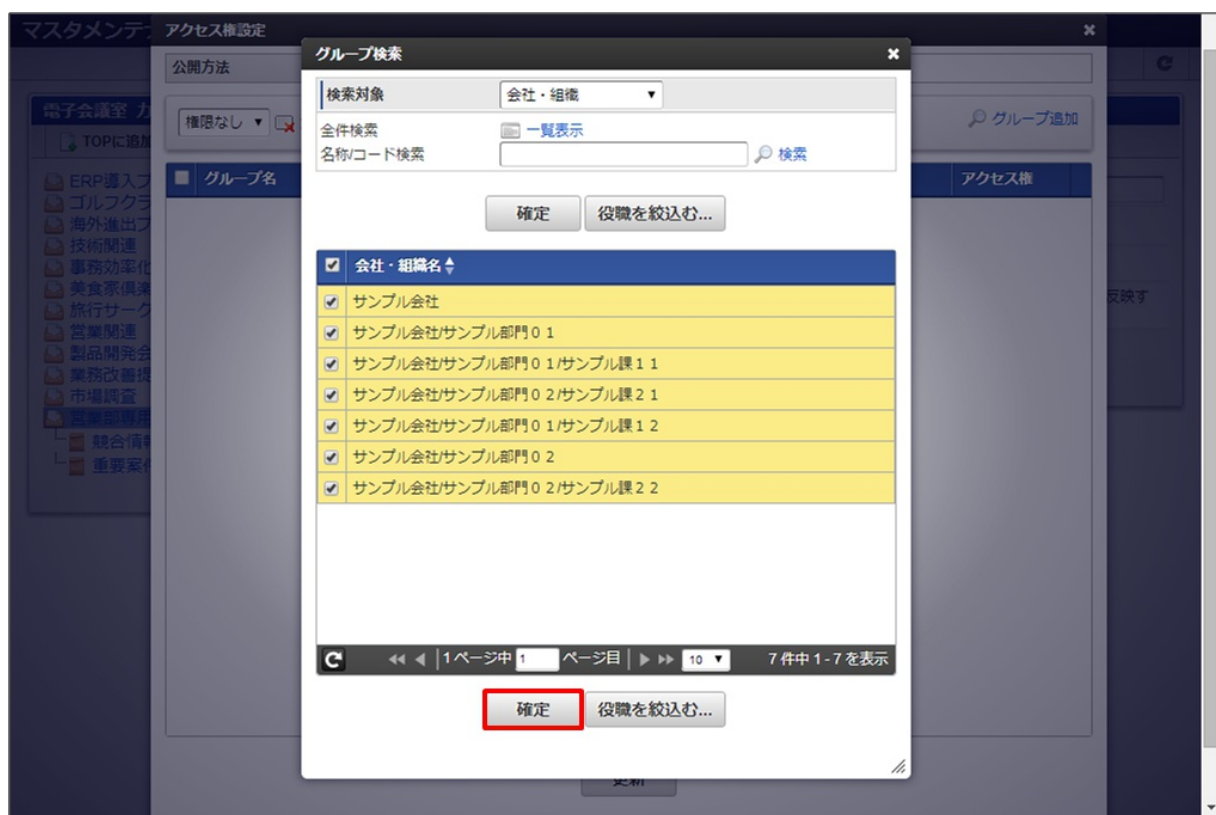 マスタメンテナ
アクセス権設定
グループ検索
公開方法
検索対象 会社・組織
全件検索 一覧表示
名称/コード検索 検索
電子会議室 カ
TOPに追加
権限なし
グループ追加
確定 役職を絞込む...
グループ名 アクセス権
ERP導入プ
ゴルフクラ
海外進出プ
技術関連
事務効率化
美食家倶楽
旅行サーク
営業関連
製品開発会
業務改善提
市場調査
営業部専用
競合情報
重要案件
反映す
会社・組織名
サンプル会社
サンプル会社/サンプル部門01
サンプル会社/サンプル部門01/サンプル課11
サンプル会社/サンプル部門02/サンプル課21
サンプル会社/サンプル部門01/サンプル課12
サンプル会社/サンプル部門02
サンプル会社/サンプル部門02/サンプル課22
1ページ中 1 ページ目 10 7件中 1 - 7 を表示
確定 役職を絞込む...
更新